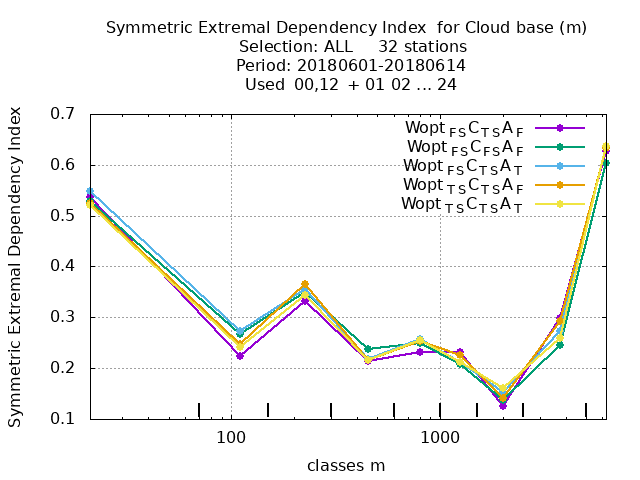 Symmetric Extremal Dependency Index for Cloud base (m)
Selection: ALL 32 stations
Period: 20180601-20180614
Used 00,12 + 01 02 ... 24
Symmetric Extremal Dependency Index
0.7
0.6
0.5
0.4
0.3
0.2
0.1
Wopt FS C TS A F
Wopt FS C FS A F
Wopt FS C TS A T
Wopt TS C TS A F
Wopt TS C TS A T
100 1000
classes m